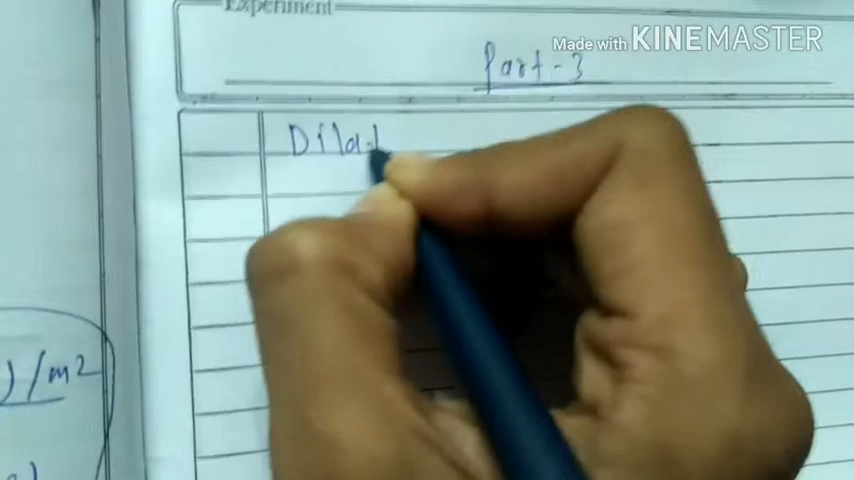 Experiment
Made with KINEMASTER
Part-3
Dilat
)/m²